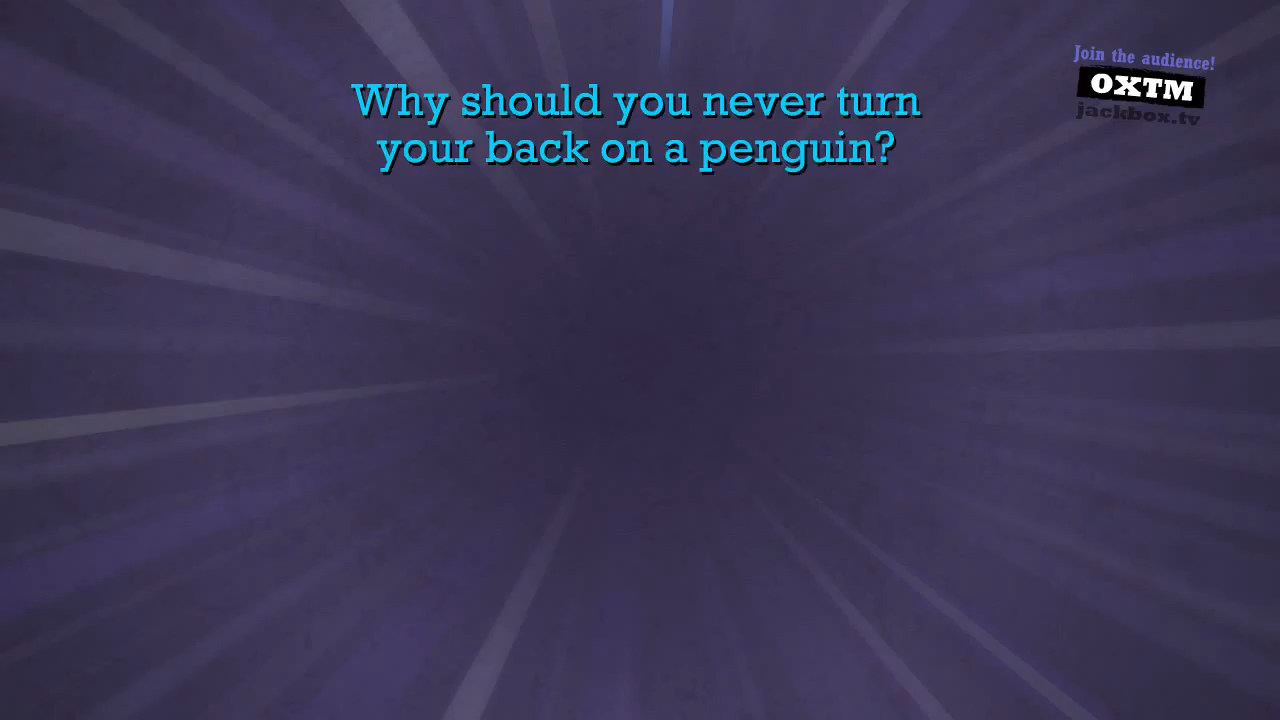 Why should you never turn
your back on a penguin?
Join the audience!
OXTM
jackbox.tv